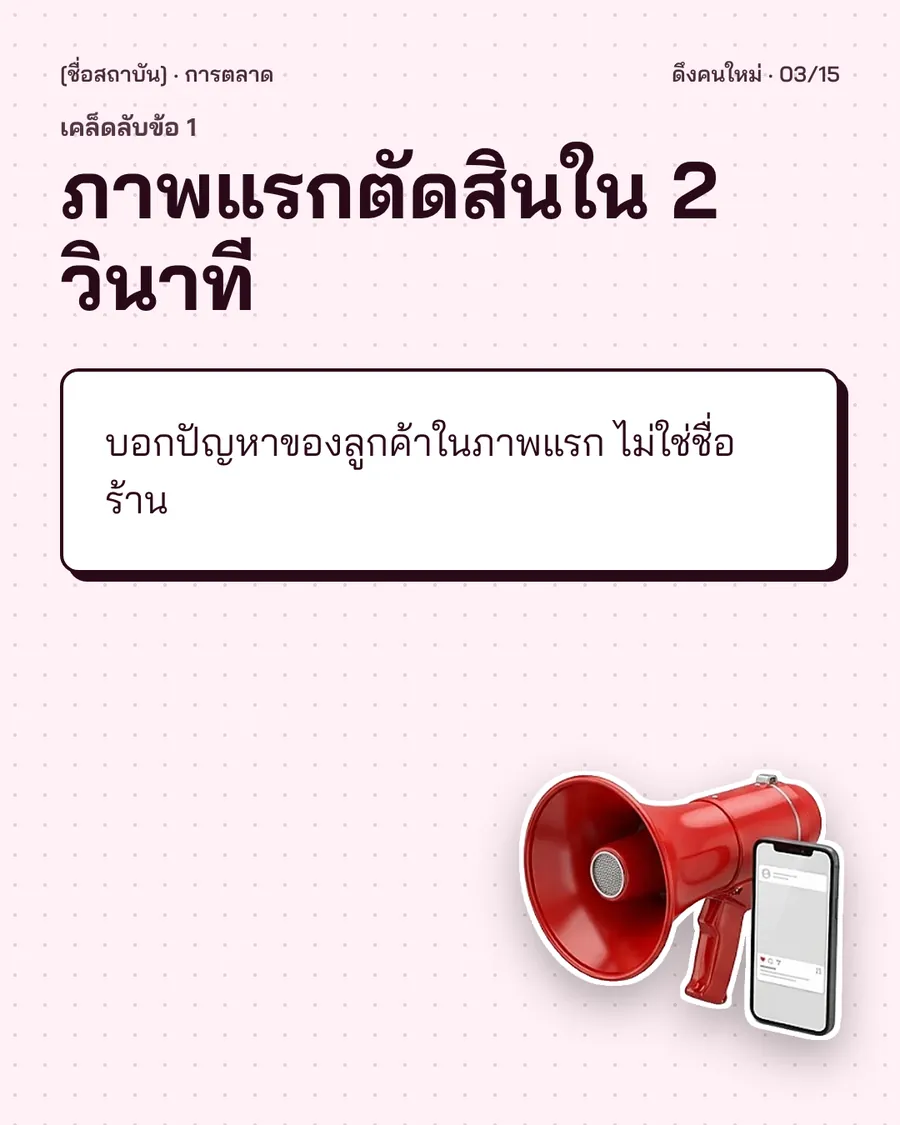 (ชื่อสถาบัน) · การตลาด
ดึงคนใหม่ · 03/15
เคล็ดลับข้อ 1
ภาพแรกตัดสินใน 2
วินาที
บอกปัญหาของลูกค้าในภาพแรก ไม่ใช่ชื่อ
ร้าน